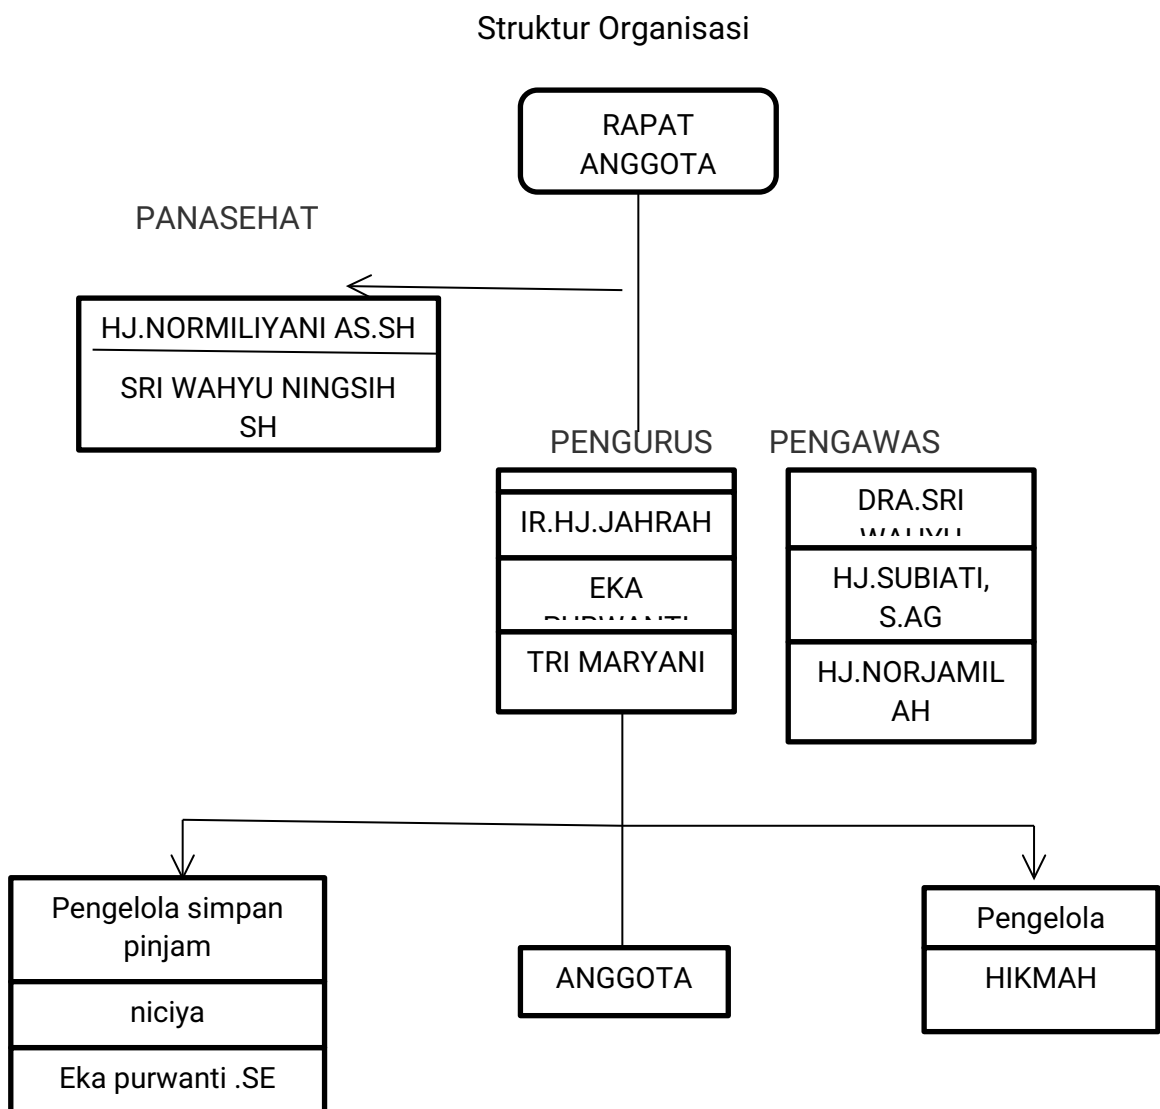 Struktur Organisasi
RAPAT
ANGGOTA
PANASEHAT
HJ.NORMILIYANI AS.SH
SRI WAHYU NINGSIH
SH
PENGURUS
IR.HJ.JAHRAH
EKA
PURWANTI
TRI MARYANI
PENGAWAS
DRA.SRI
WAHYU
HJ.SUBIATI,
S.AG
HJ.NORJAMIL
AH
Pengelola simpan
pinjam
niciya
Eka purwanti .SE
ANGGOTA
Pengelola
HIKMAH